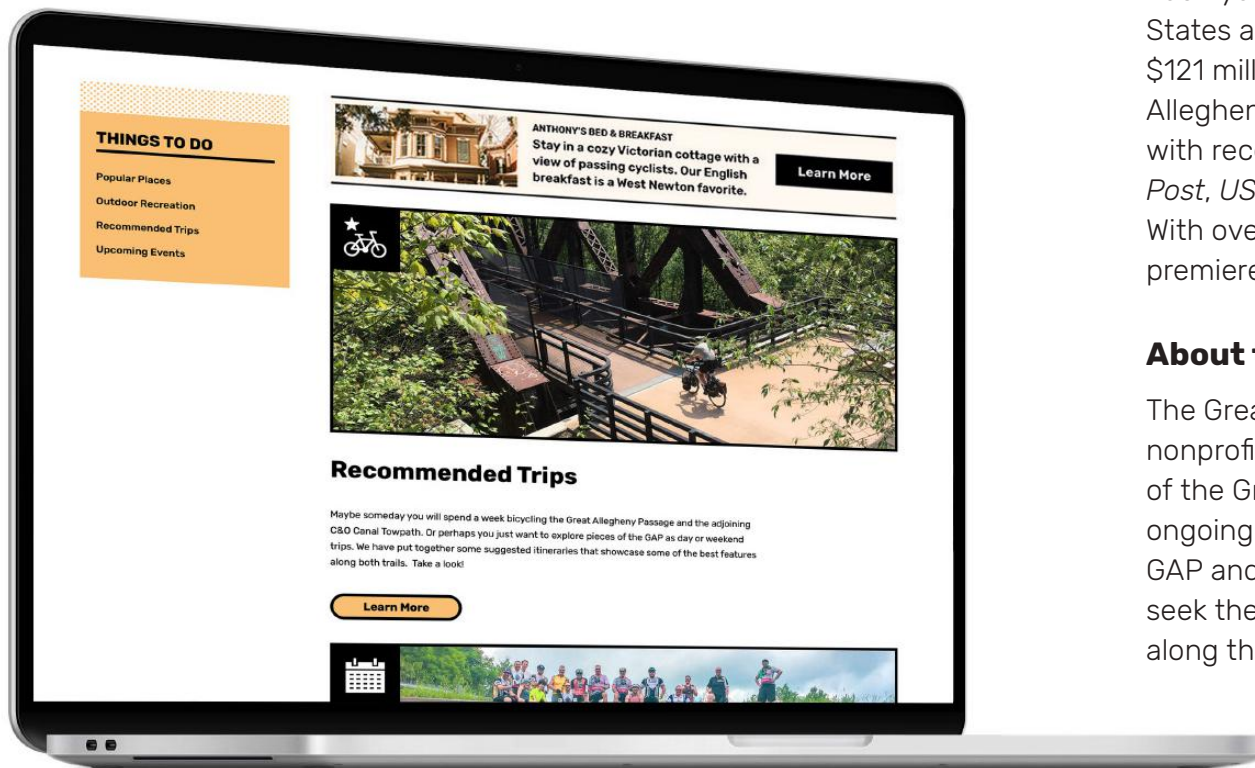 THINGS TO DO
Popular Places
Outdoor Recreation
Recommended Trips
Upcoming Events
ANTHONY'S BED & BREAKFAST
Stay in a cozy Victorian cottage with a
view of passing cyclists. Our English
breakfast is a West Newton favorite.
Learn More
Recommended Trips
Maybe someday you will spend a week bicycling the Great Allegheny Passage and the adjoining
C&O Canal Towpath. Or perhaps you just want to explore pieces of the GAP as day or weekend
trips. We have put together some suggested itineraries that showcase some of the best features
along both trails. Take a look!
Learn More
States a
$121 mill
Allegher
with reco
Post, US
With ove
premiere
About
The Grea
nonprofi
of the Gr
ongoing
GAP and
seek the
along th